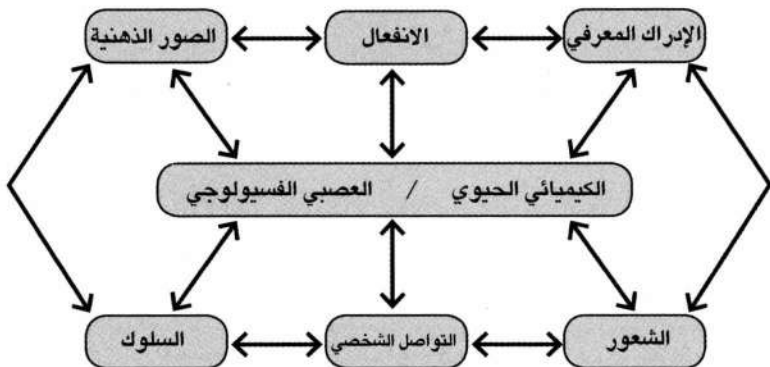 الإدراك المعرفي
الانفعال
الصور الذهنية
الكيميائي الحيوي / العصبي الفسيولوجي
الشعور
التواصل الشخصي
السلوك